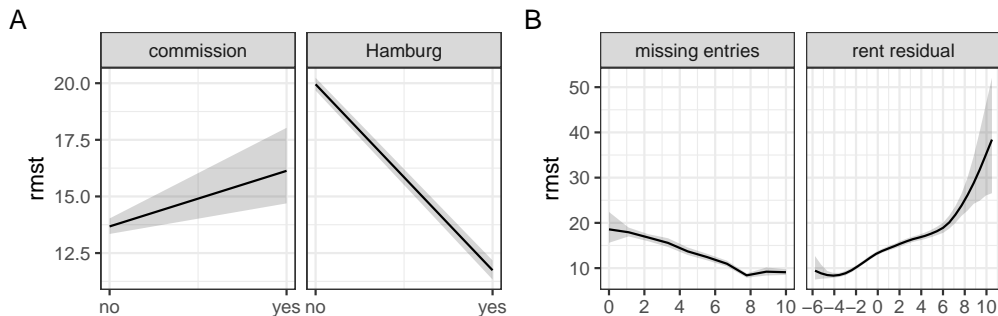 A
commission
Hamburg
rmst
20.0
17.5
15.0
12.5
no
yes
no
yes
B
missing entries
rent residual
rmst
50
40
30
20
10
0 2 4 6 8 10
−6 −4 −2 0 2 4 6 8 10